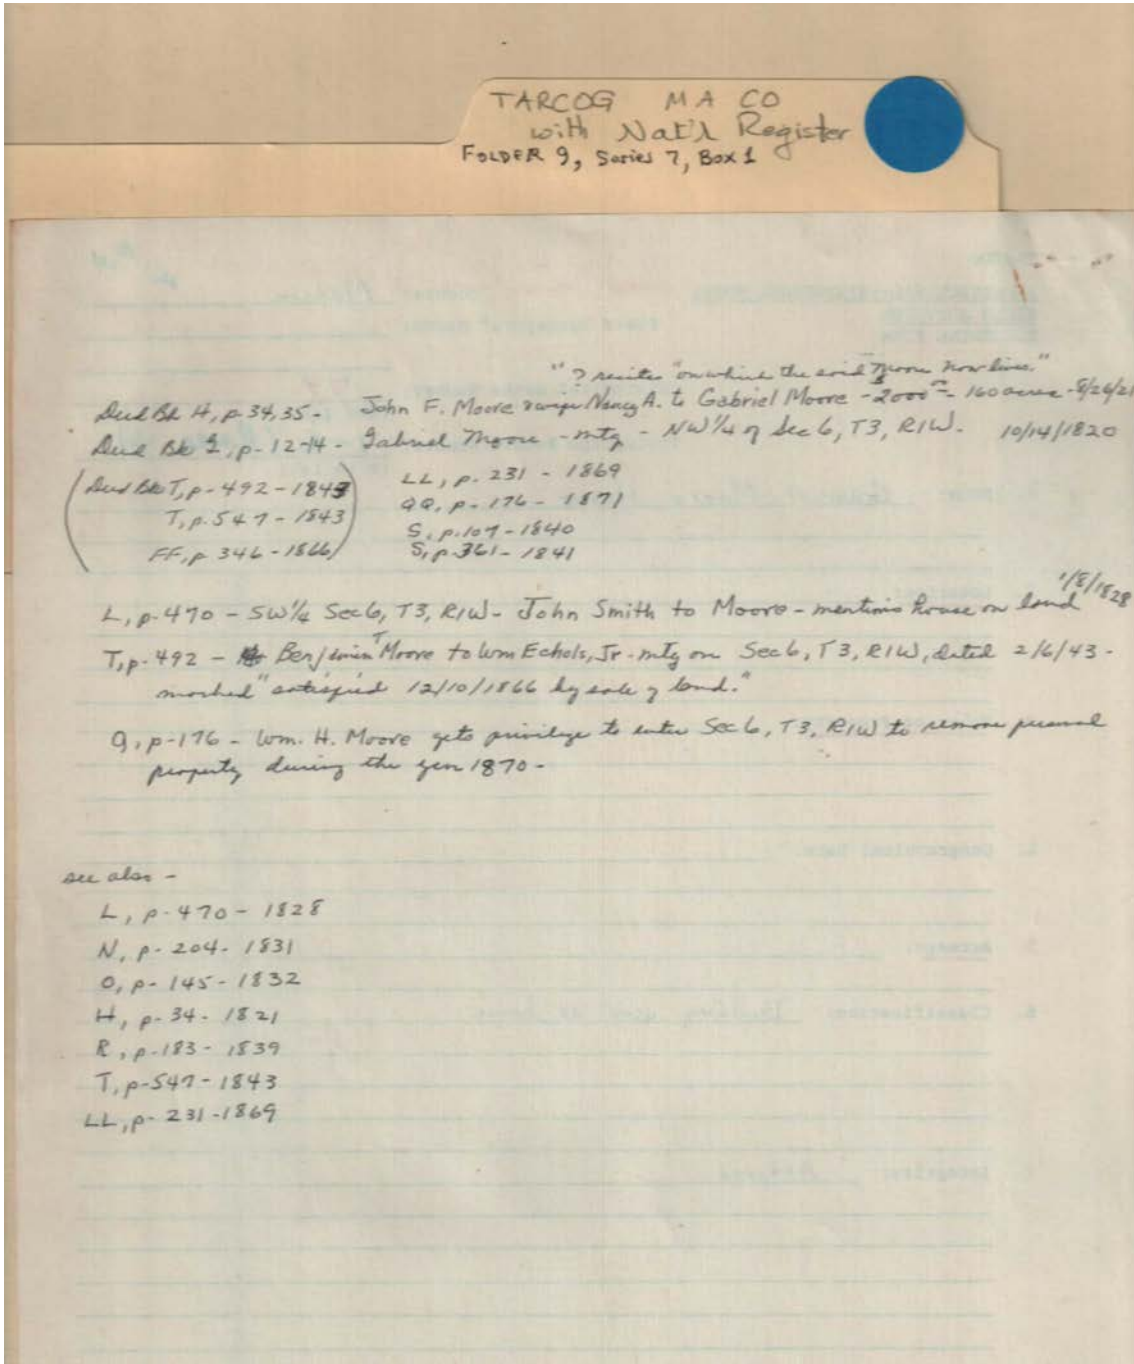 TARCOG MA CO
with Nat'l Register
FOLDER 9, Series 7, Box 1
"? recites "on which the said Moore now lives."
Deed Bk H, p-34,35- John F. Moore & wife Nancy A. to Gabriel Moore - $2000 - 160 acres - 8/26/21
Deed Bk I, p-12-14- Gabriel Moore - mtg - NW 1/4 of Sec 6, T3, R1W. 10/14/1820
(Deed Bk T, p-492-1843 LL, p. 231 - 1869
T, p. 547-1843 QQ, p-176- 1871
FF, p 346-1866) S, p.107-1840
S, p.361-1841
1/8/1828
L, p-470 - SW 1/4 Sec 6, T3, R1W- John Smith to Moore - mentions house on land
T, p-492 - Benjamin T Moore to Wm Echols, Jr-mtg on Sec 6, T3, R1W, dated 2/6/43-
marked "satisfied 12/10/1866 by sale of land."
Q, p-176 - Wm. H. Moore gets privilege to enter Sec 6, T3, R1W to remove personal
property during the year 1870-
see also -
L, p-470- 1828
N, p-204- 1831
O, p-145-1832
H, p-34-1821
R, p-183-1839
T, p-547-1843
LL, p-231-1869